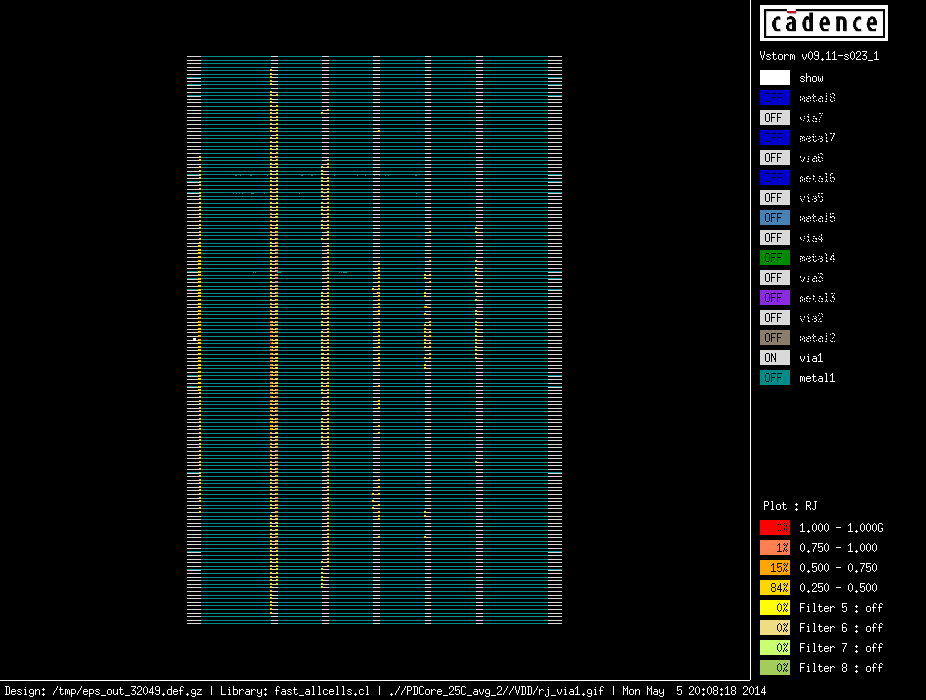 cādence
Vstorm v09.11-s023_1
show
metal8
OFF via7
metal7
OFF via6
metal6
OFF via5
OFF metal5
OFF via4
OFF metal4
OFF via3
OFF metal3
OFF via2
OFF metal2
ON via1
OFF metal1
Plot : RJ
0% 1.000 - 1.000G
1% 0.750 - 1.000
15% 0.500 - 0.750
84% 0.250 - 0.500
0% Filter 5 : off
0% Filter 6 : off
0% Filter 7 : off
0% Filter 8 : off
Design: /tmp/eps_out_32049.def.gz | Library: fast_allcells.cl | .//PDCore_25C_avg_2//VDD/rj_via1.gif | Mon May  5 20:08:18 2014